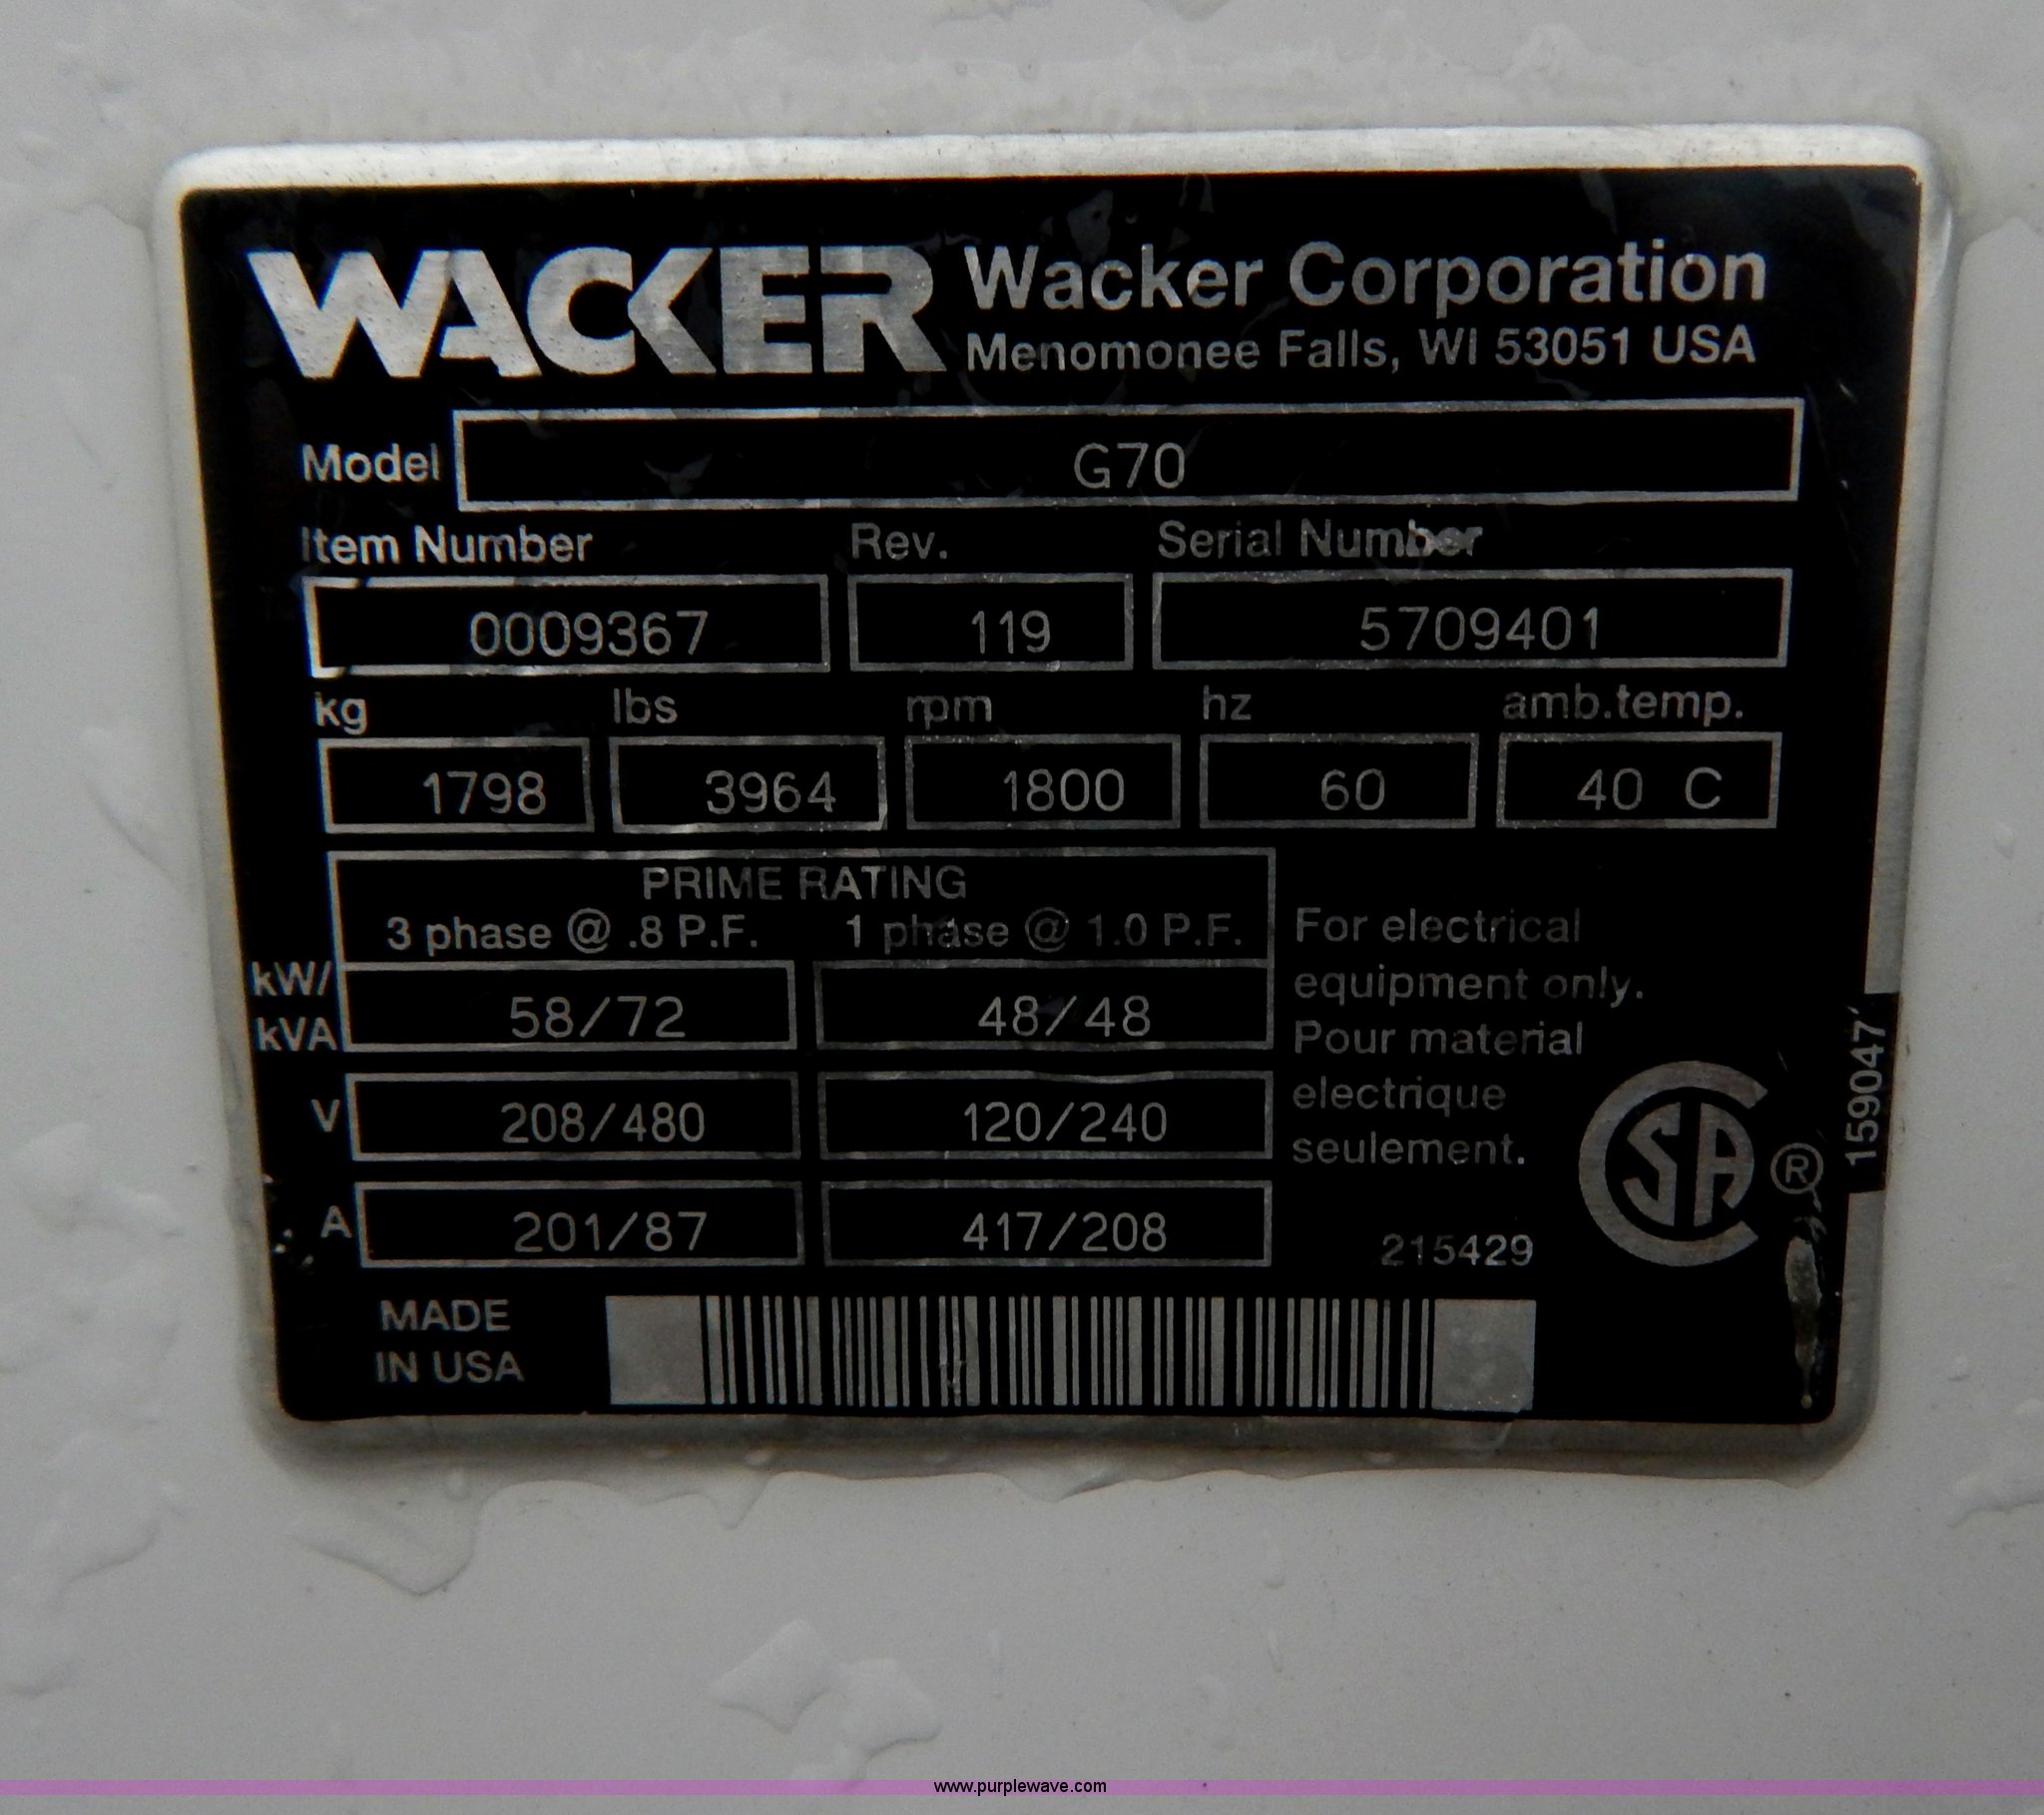 WACKER Wacker Corporation
Menomonee Falls, WI 53051 USA
Model G70
Item Number Rev. Serial Number
0009367 119 5709401
kg lbs rpm hz amb.temp.
1798 3964 1800 60 40 C
PRIME RATING
3 phase @ .8 P.F. 1 phase @ 1.0 P.F.
kW/
kVA 58/72 48/48
V 208/480 120/240
A 201/87 417/208
For electrical
equipment only.
Pour material
electrique
seulement.
215429
CSA ®
159047
MADE
IN USA
www.purplewave.com